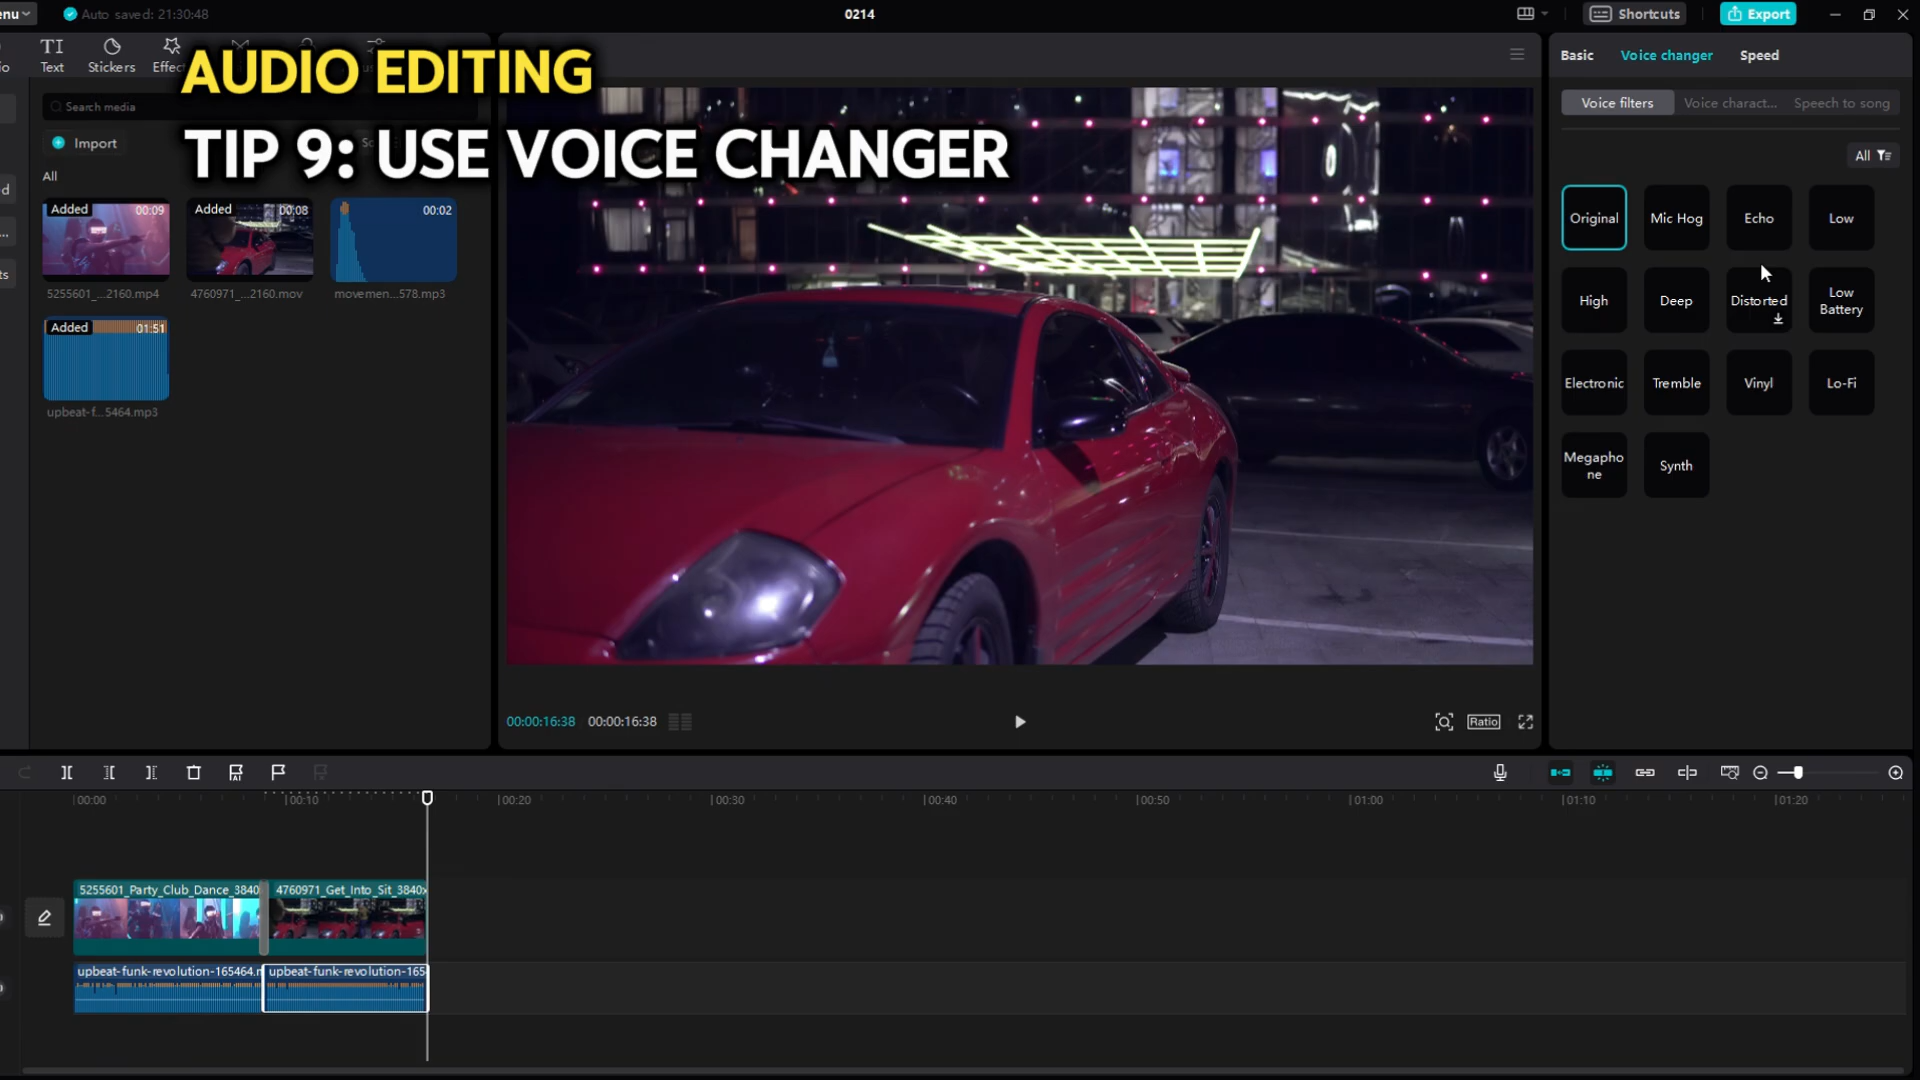 enu
Auto saved: 21:30:48
0214
Shortcuts
Export
io
Text
Stickers
AUDIO EDITING
Search media
TIP 9: USE VOICE CHANGER
Import
All
Added
00:09
Added
00:08
00:02
5255601_...2160.mp4
4760971_...2160.mov
movemen...578.mp3
Added
01:51
upbeat-f...5464.mp3
d
...
ts
00:00:16:38
00:00:16:38
Ratio
Basic
Voice changer
Speed
Voice filters
Voice charact...
Speech to song
All
Original
Mic Hog
Echo
Low
High
Deep
Distorted
Low
Battery
Electronic
Tremble
Vinyl
Lo-Fi
Megapho
ne
Synth
00:00
00:10
00:20
00:30
00:40
00:50
01:00
01:10
01:20
5255601_Party_Club_Dance_3840
4760971_Get_Into_Sit_3840x
upbeat-funk-revolution-165464.m
upbeat-funk-revolution-165